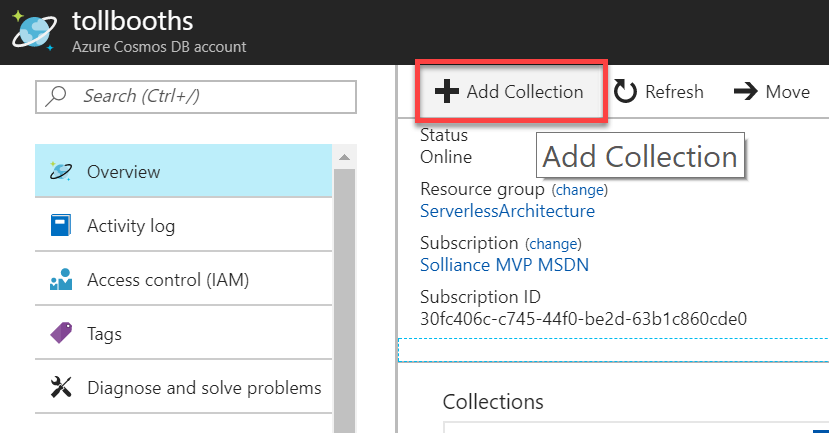 tollbooths
Azure Cosmos DB account
Search (Ctrl+/)
Overview
Activity log
Access control (IAM)
Tags
Diagnose and solve problems
Add Collection
Refresh
Move
Status
Online
Add Collection
Resource group (change)
ServerlessArchitecture
Subscription (change)
Solliance MVP MSDN
Subscription ID
30fc406c-c745-44f0-be2d-63b1c860cde0
Collections